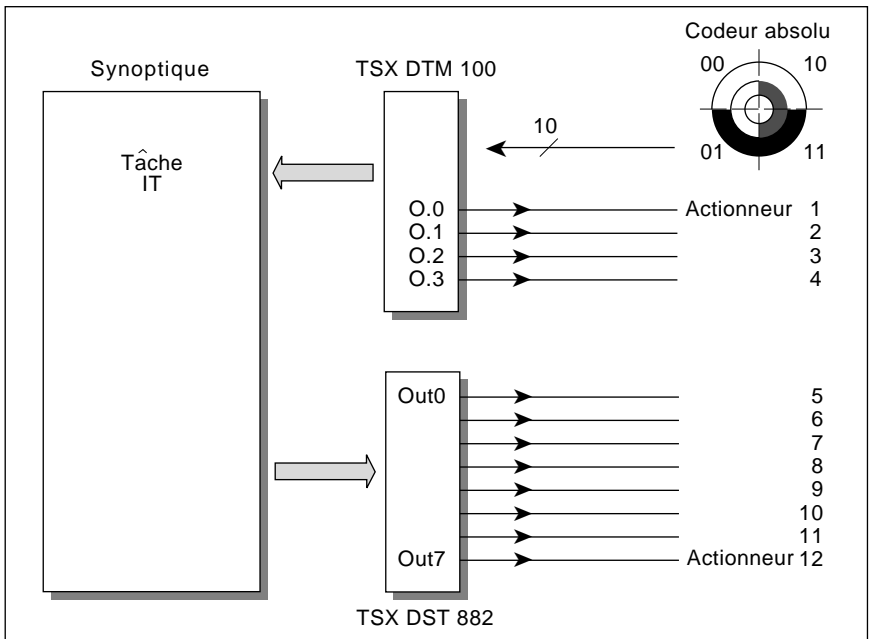 Codeur absolu
Synoptique
TSX DTM 100
00
10
10
01
11
Tâche
IT
O.0
Actionneur 1
O.1
2
O.2
3
O.3
4
Out0
5
6
7
8
9
10
11
Out7
Actionneur 12
TSX DST 882